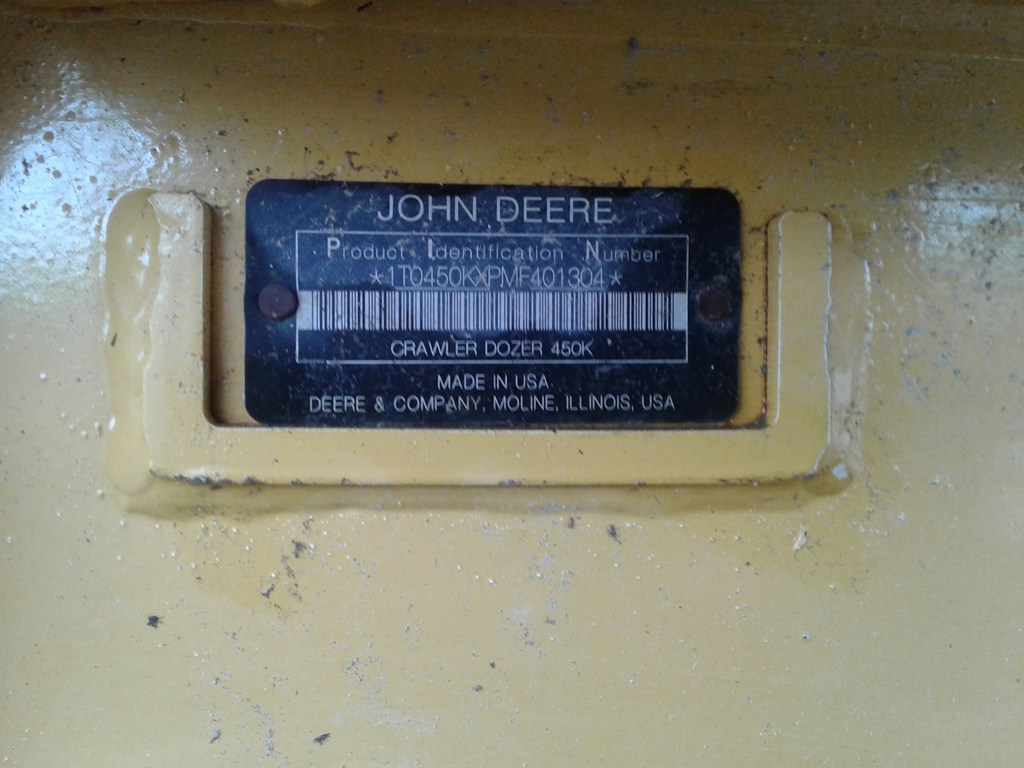 JOHN DEERE
Product Identification Number
*1T0450KXPMF401304*
CRAWLER DOZER 450K
MADE IN USA
DEERE & COMPANY, MOLINE, ILLINOIS, USA